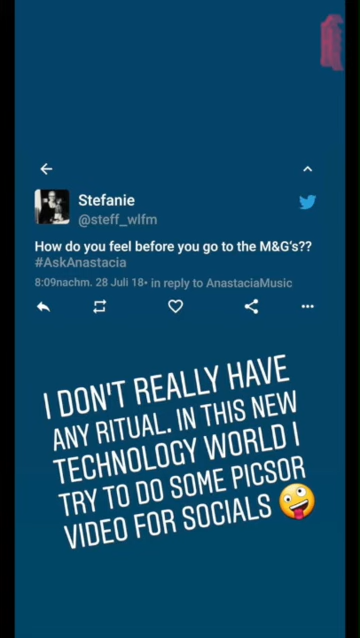 Stefanie
@steff_wlfm
How do you feel before you go to the M&G's??
#AskAnastacia
8:09nachm. 28 Juli 18• in reply to AnastaciaMusic
I DON'T REALLY HAVE
ANY RITUAL. IN THIS NEW
TECHNOLOGY WORLD I
TRY TO DO SOME PICSOR
VIDEO FOR SOCIALS 🤪